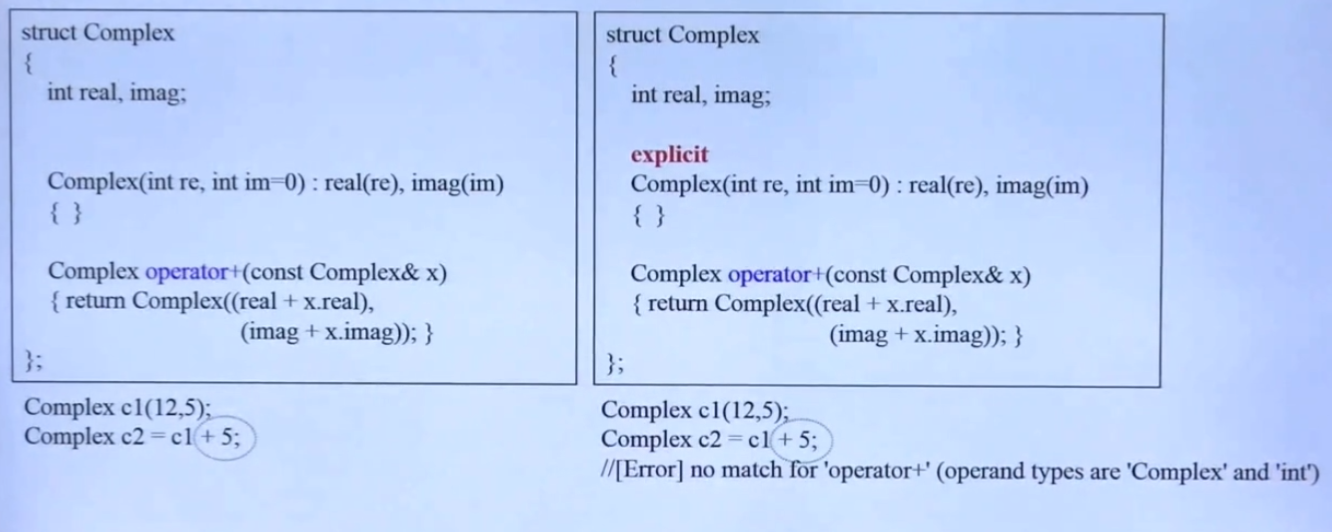 struct Complex
{
int real, imag;
Complex(int re, int im=0) : real(re), imag(im)
{ }
Complex operator+(const Complex& x)
{ return Complex((real + x.real),
(imag + x.imag)); }
};
Complex c1(12,5);
Complex c2 = c1 + 5;
struct Complex
{
int real, imag;
explicit
Complex(int re, int im=0) : real(re), imag(im)
{ }
Complex operator+(const Complex& x)
{ return Complex((real + x.real),
(imag + x.imag)); }
};
Complex c1(12,5);
Complex c2 = c1 + 5;
//[Error] no match for 'operator+' (operand types are 'Complex' and 'int')